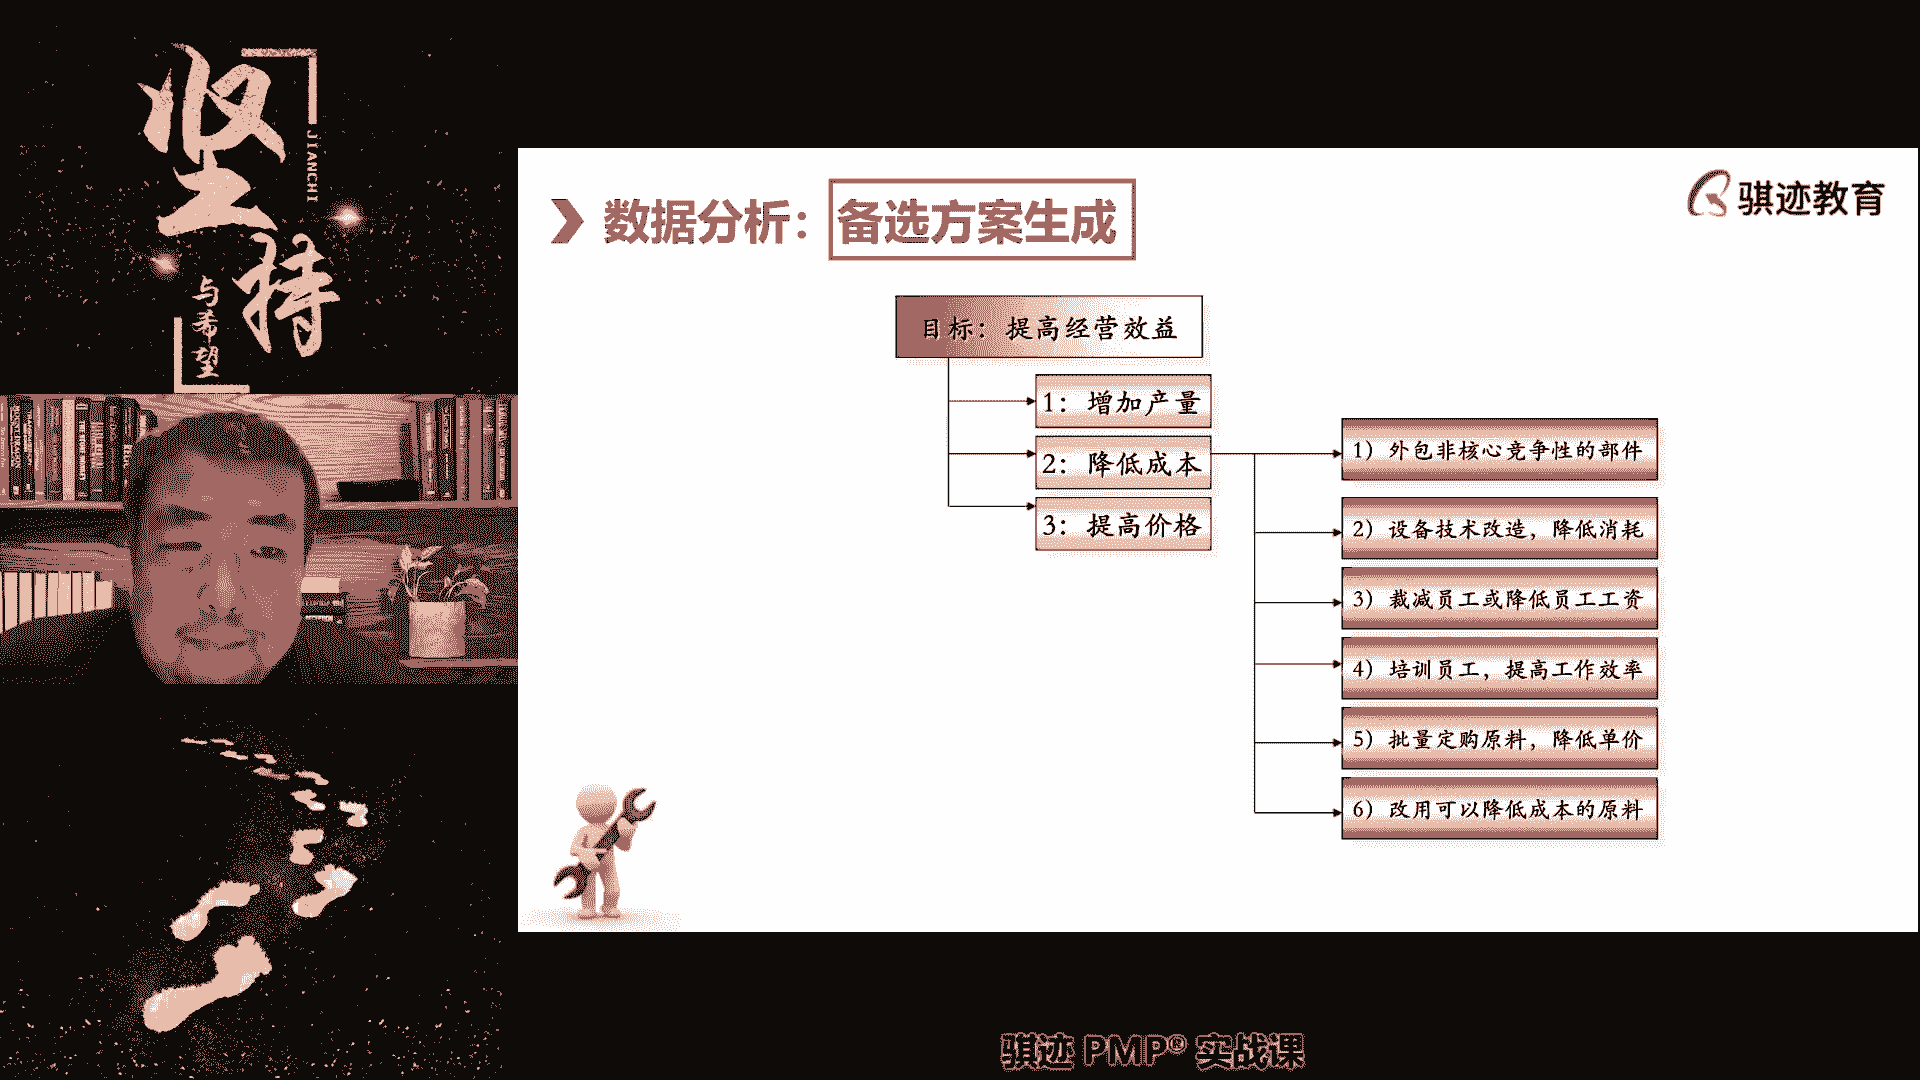 坚持
JIANCHI
与希望
数据分析：备选方案生成
骐迹教育
目标：提高经营效益
1：增加产量
2：降低成本
3：提高价格
1）外包非核心竞争性的部件
2）设备技术改造，降低消耗
3）裁减员工或降低员工工资
4）培训员工，提高工作效率
5）批量定购原料，降低单价
6）改用可以降低成本的原料
骐迹 PMP® 实战课